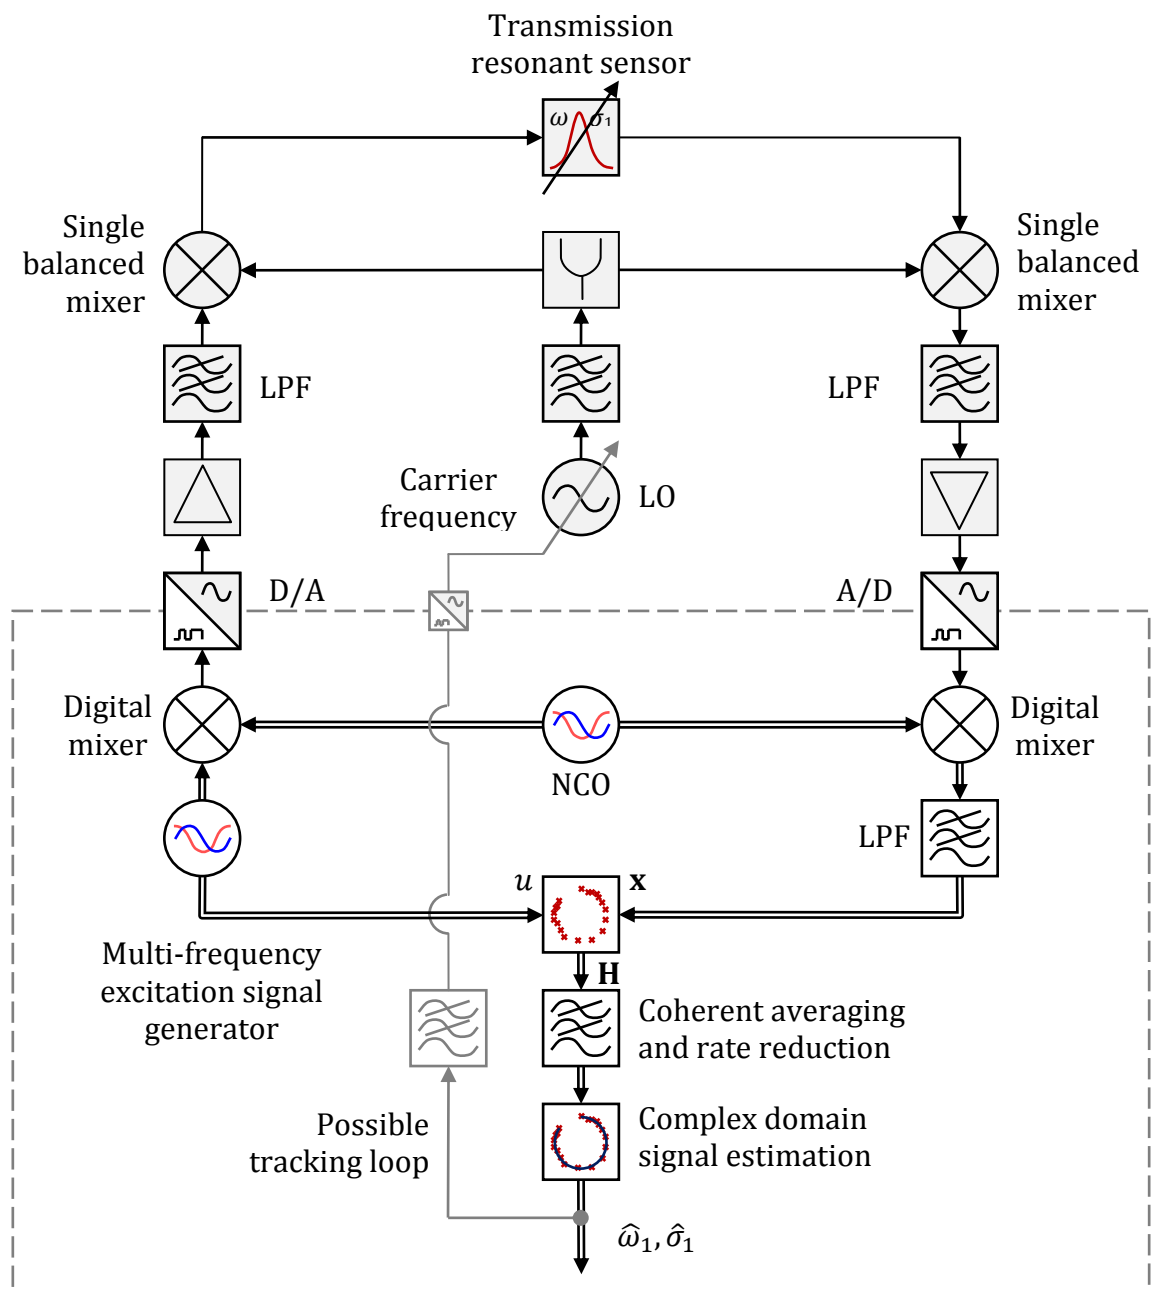 Transmission
resonant sensor
ω σ₁
Single
balanced
mixer
Single
balanced
mixer
LPF
LPF
Carrier
frequency
LO
D/A
A/D
Digital
mixer
NCO
Digital
mixer
LPF
u
x
H
Multi-frequency
excitation signal
generator
Coherent averaging
and rate reduction
Possible
tracking loop
Complex domain
signal estimation
ω̂₁, σ̂₁